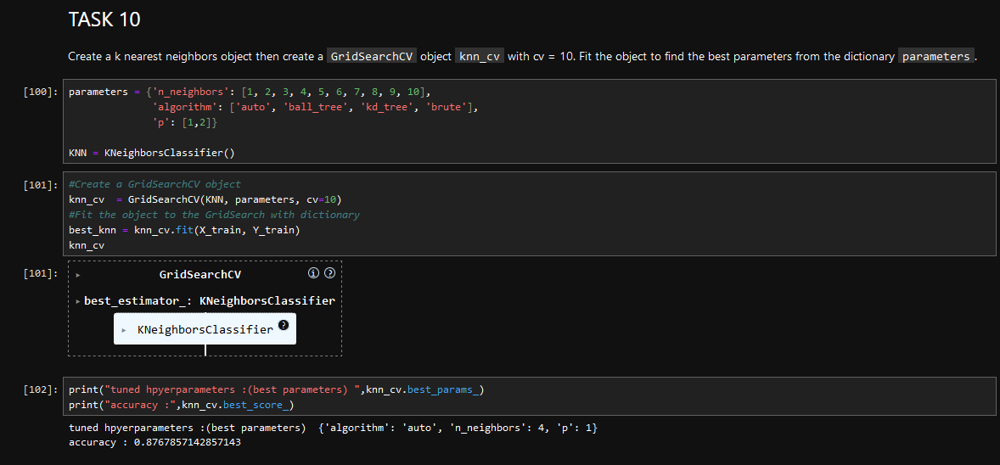 TASK 10
Create a k nearest neighbors object then create a GridSearchCV object knn_cv with cv = 10. Fit the object to find the best parameters from the dictionary parameters .
[100]: parameters = {'n_neighbors': [1, 2, 3, 4, 5, 6, 7, 8, 9, 10],
'algorithm': ['auto', 'ball_tree', 'kd_tree', 'brute'],
'p': [1,2]}
KNN = KNeighborsClassifier()
[101]: #Create a GridSearchCV object
knn_cv  = GridSearchCV(KNN, parameters, cv=10)
#Fit the object to the GridSearch with dictionary
best_knn = knn_cv.fit(X_train, Y_train)
knn_cv
[101]: ▸ GridSearchCV i ?
▸ best_estimator_: KNeighborsClassifier
▸ KNeighborsClassifier ?
[102]: print("tuned hpyerparameters :(best parameters) ",knn_cv.best_params_)
print("accuracy :",knn_cv.best_score_)
tuned hpyerparameters :(best parameters)  {'algorithm': 'auto', 'n_neighbors': 4, 'p': 1}
accuracy : 0.8767857142857143